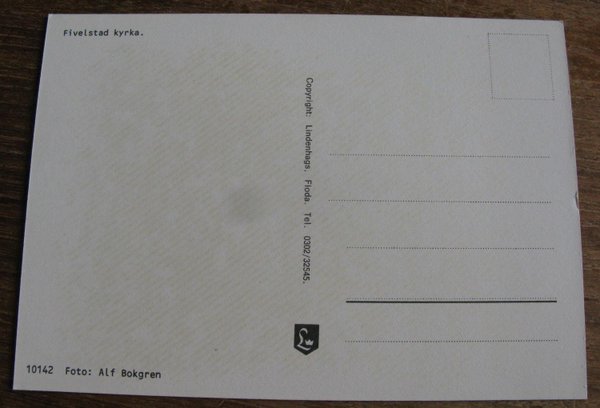 Fivelstad kyrka.
Copyright: Lindenhags, Floda. Tel. 0302/32545.
L
10142 Foto: Alf Bokgren